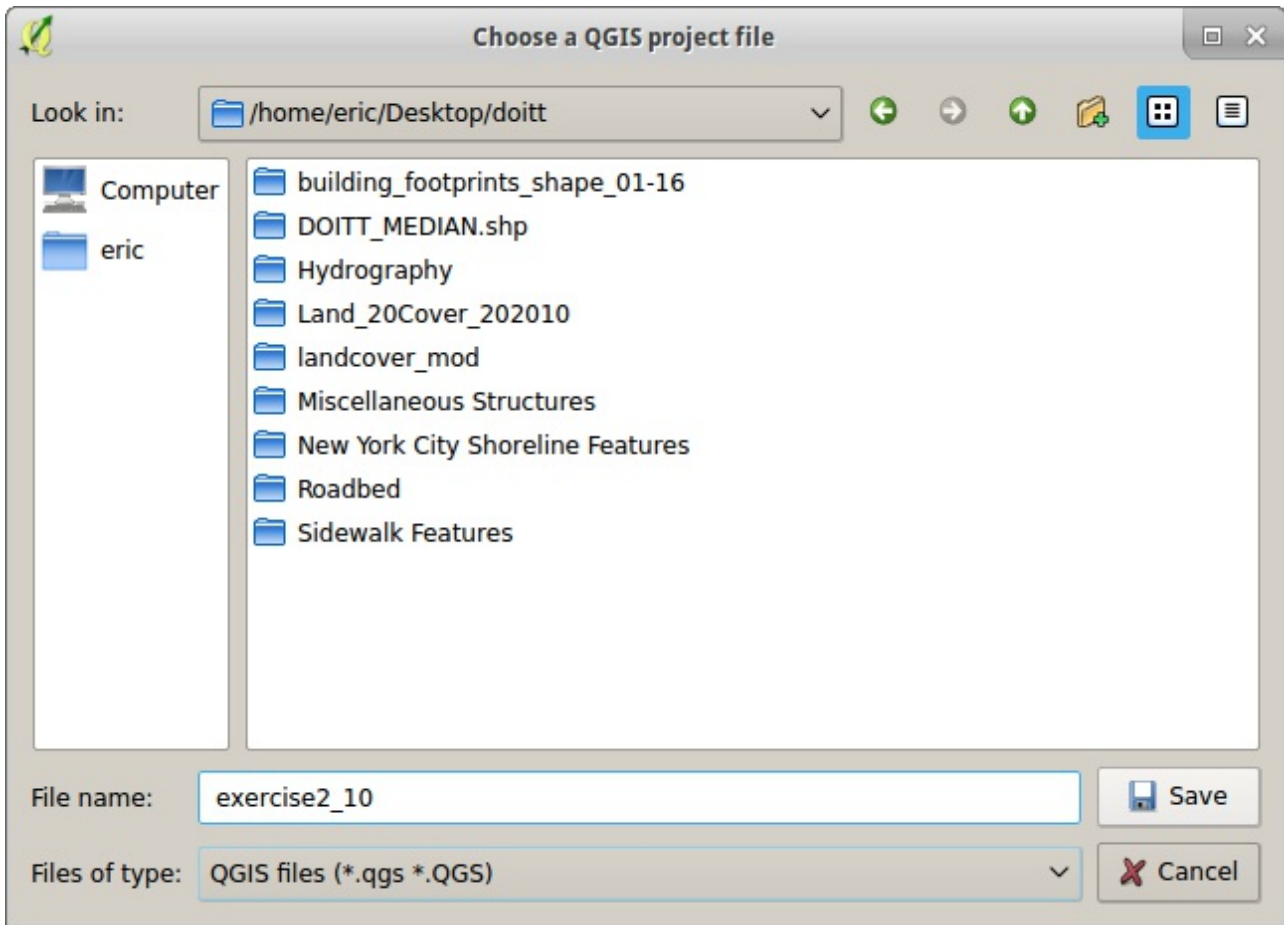 Choose a QGIS project file
Look in: /home/eric/Desktop/doitt
Computer
eric
building_footprints_shape_01-16
DOITT_MEDIAN.shp
Hydrography
Land_20Cover_202010
landcover_mod
Miscellaneous Structures
New York City Shoreline Features
Roadbed
Sidewalk Features
File name: exercise2_10 Save
Files of type: QGIS files (*.qgs *.QGS) Cancel